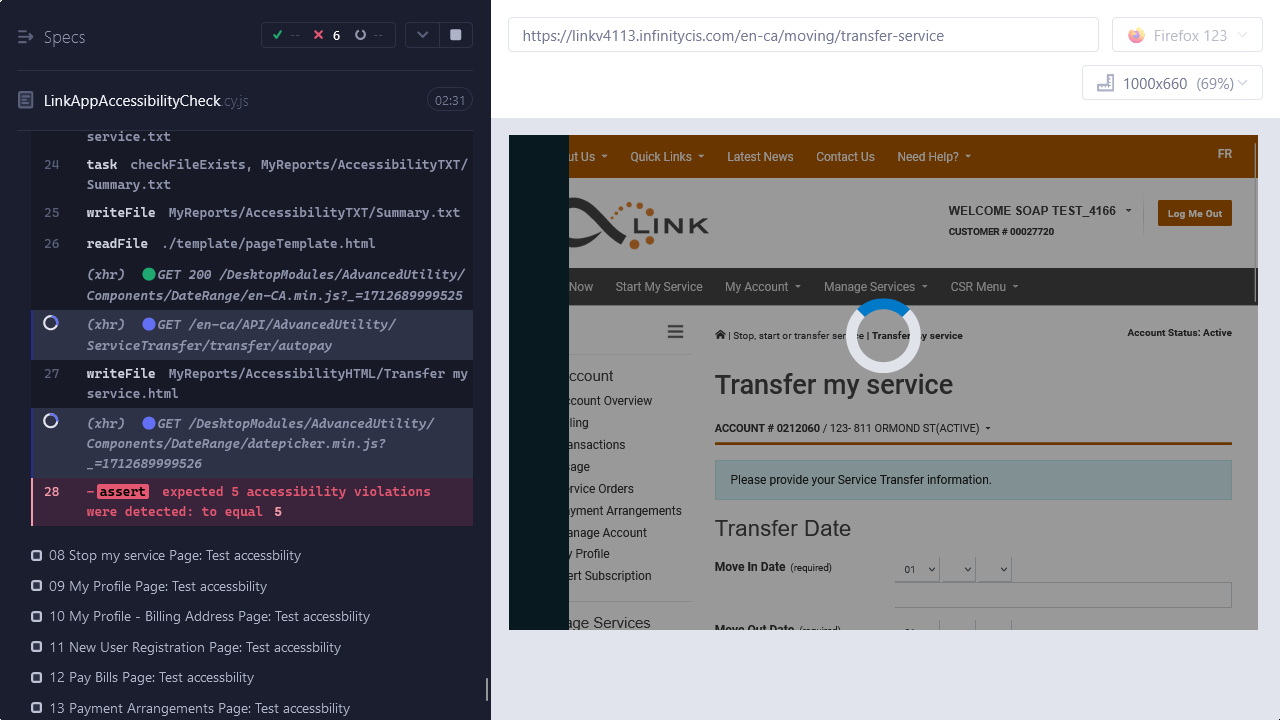 Specs
--
6
--
LinkAppAccessibilityCheck.cy.js
02:31
service.txt
24 task checkFileExists, MyReports/AccessibilityTXT/
Summary.txt
25 writeFile MyReports/AccessibilityTXT/Summary.txt
26 readFile ./template/pageTemplate.html
(xhr) GET 200 /DesktopModules/AdvancedUtility/
Components/DateRange/en-CA.min.js?_=1712689999525
(xhr) GET /en-ca/API/AdvancedUtility/
ServiceTransfer/transfer/autopay
27 writeFile MyReports/AccessibilityHTML/Transfer my
service.html
(xhr) GET /DesktopModules/AdvancedUtility/
Components/DateRange/datepicker.min.js?
_=1712689999526
28 -assert expected 5 accessibility violations
were detected: to equal 5
08 Stop my service Page: Test accessbility
09 My Profile Page: Test accessbility
10 My Profile - Billing Address Page: Test accessbility
11 New User Registration Page: Test accessbility
12 Pay Bills Page: Test accessbility
13 Payment Arrangements Page: Test accessbility
https://linkv4113.infinitycis.com/en-ca/moving/transfer-service
Firefox 123
1000x660 (69%)
ut Us Quick Links Latest News Contact Us Need Help? FR
LINK
WELCOME SOAP TEST_4166
CUSTOMER # 00027720
Log Me Out
Now Start My Service My Account Manage Services CSR Menu
| Stop, start or transfer service | Transfer my service
Account Status: Active
ccount
ccount Overview
lling
ansactions
sage
ervice Orders
ayment Arrangements
anage Account
y Profile
ert Subscription
age Services
Transfer my service
ACCOUNT # 0212060 / 123- 811 ORMOND ST(ACTIVE)
Please provide your Service Transfer information.
Transfer Date
Move In Date (required) 01
Move Out Date (required)